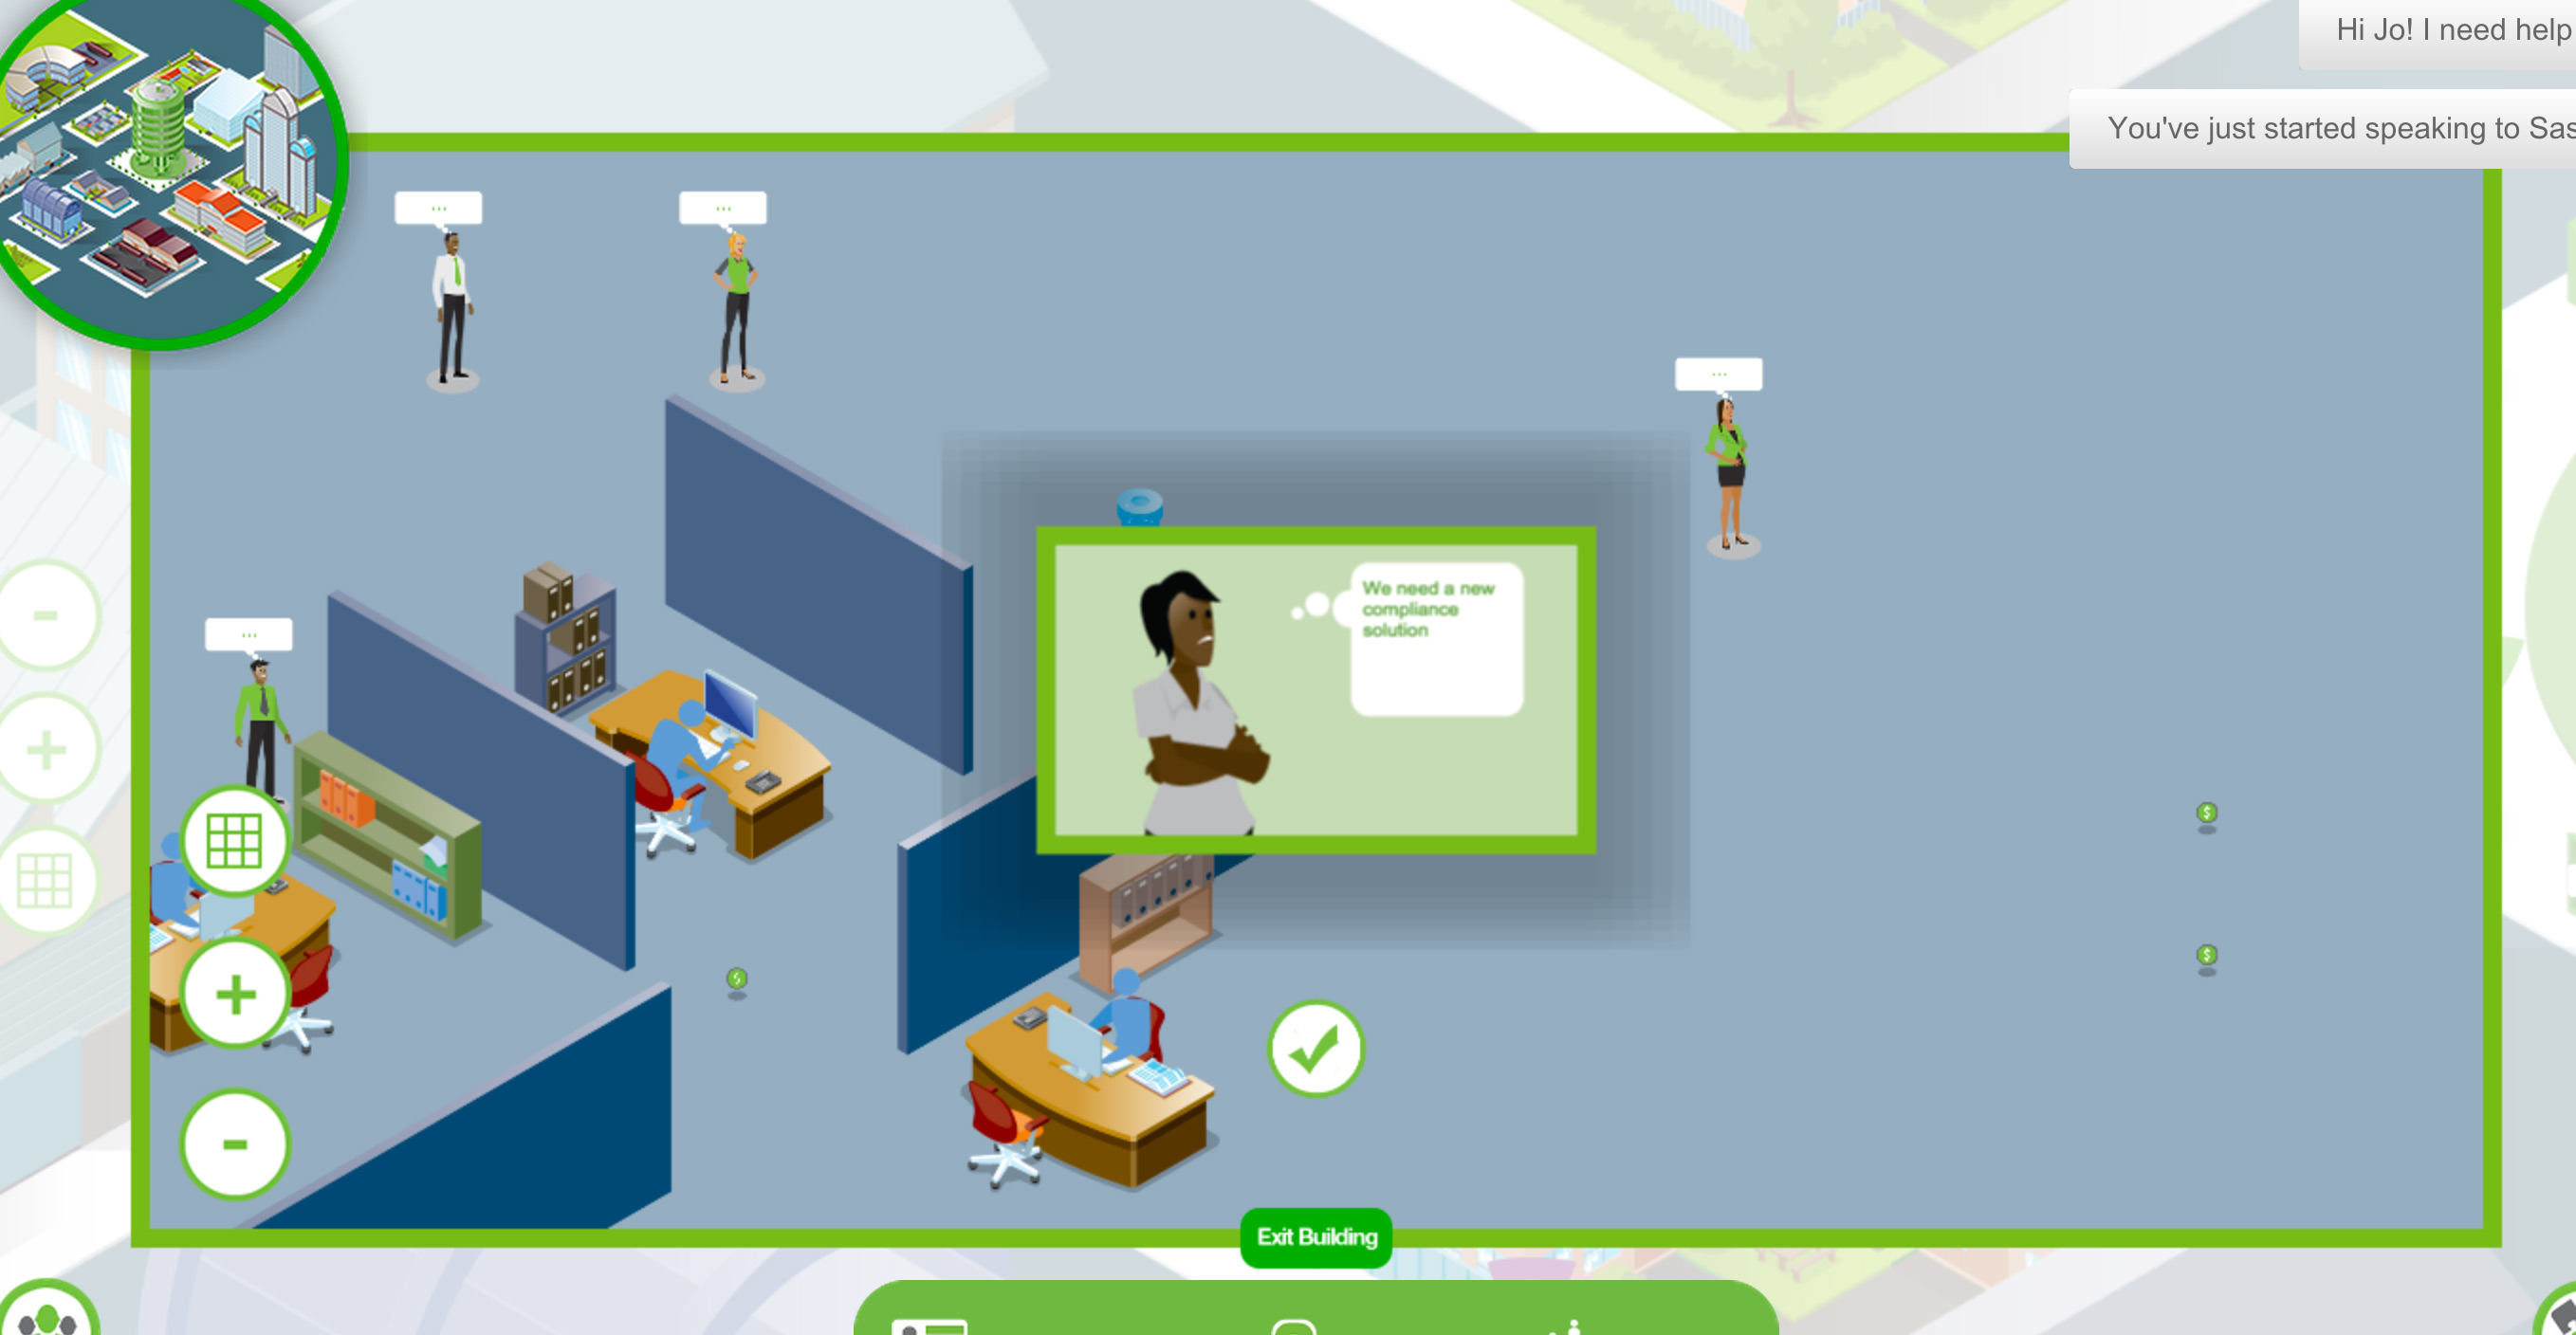 Hi Jo! I need help
You've just started speaking to Sas
...
...
...
We need a new
compliance
solution
...
Exit Building